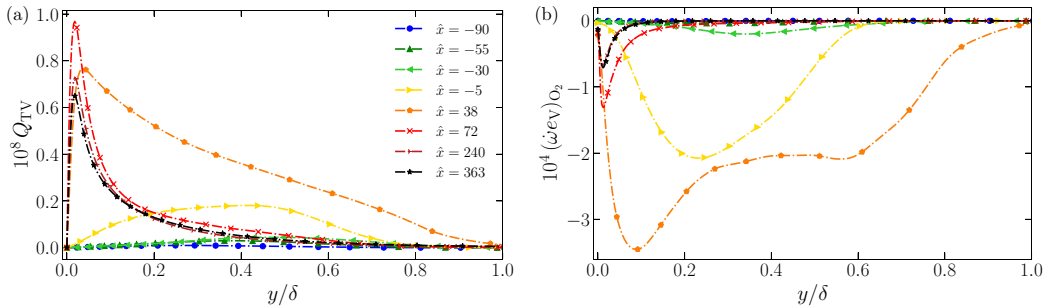 (a)
10⁸ Q_TV
1.0
0.8
0.6
0.4
0.2
0.0
x̂ = −90
x̂ = −55
x̂ = −30
x̂ = −5
x̂ = 38
x̂ = 72
x̂ = 240
x̂ = 363
0.0 0.2 0.4 0.6 0.8 1.0
y/δ
(b)
10⁴ (ω̇e_V)_O₂
0
−1
−2
−3
0.0 0.2 0.4 0.6 0.8 1.0
y/δ